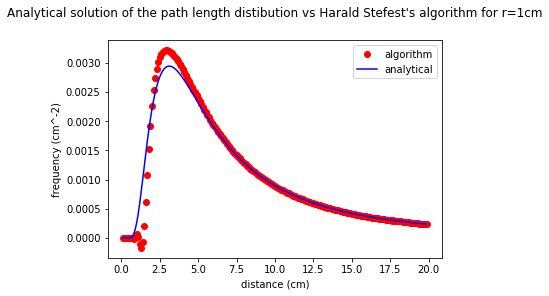 Analytical solution of the path length distibution vs Harald Stefest's algorithm for r=1cm
algorithm
analytical
frequency (cm^-2)
0.0030
0.0025
0.0020
0.0015
0.0010
0.0005
0.0000
0.0 2.5 5.0 7.5 10.0 12.5 15.0 17.5 20.0
distance (cm)